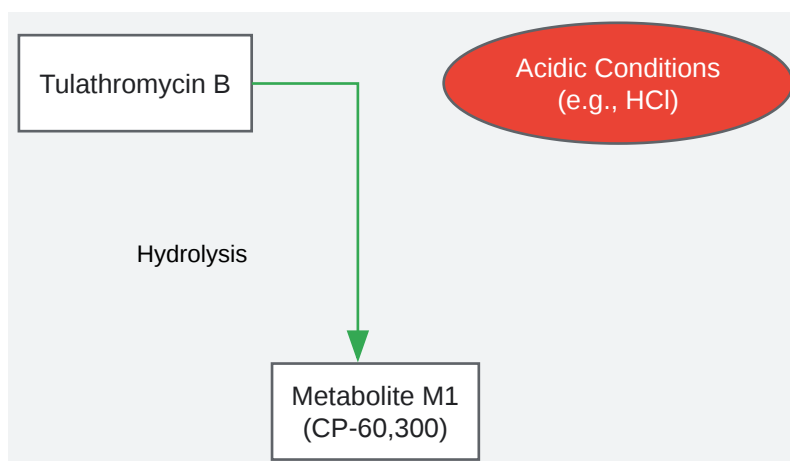 Tulathromycin B
Acidic Conditions
(e.g., HCl)
Hydrolysis
Metabolite M1
(CP-60,300)